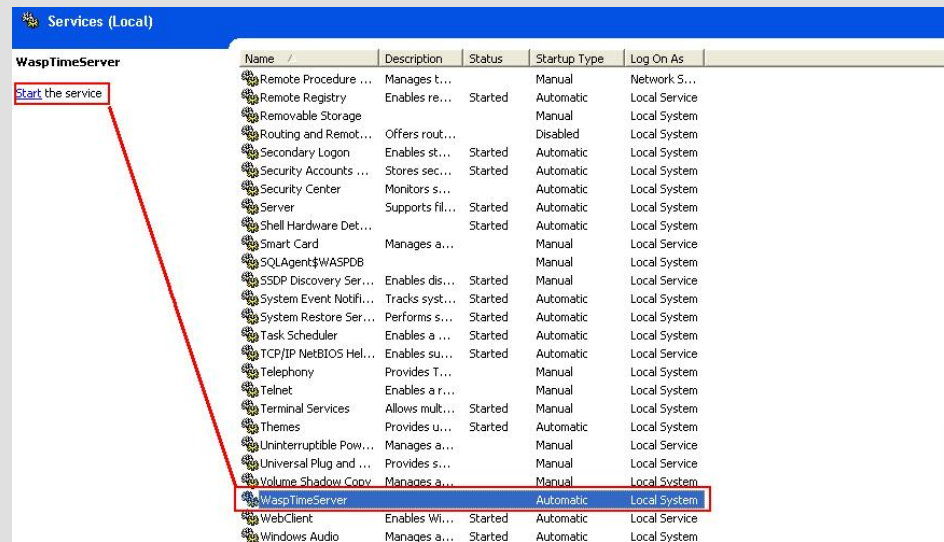 Services (Local)
WaspTimeServer
Start the service
Name Description Status Startup Type Log On As
Remote Procedure ... Manages t... Manual Network S...
Remote Registry Enables re... Started Automatic Local Service
Removable Storage Manual Local System
Routing and Remot... Offers rout... Disabled Local System
Secondary Logon Enables st... Started Automatic Local System
Security Accounts ... Stores sec... Started Automatic Local System
Security Center Monitors s... Automatic Local System
Server Supports fil... Started Automatic Local System
Shell Hardware Det... Started Automatic Local System
Smart Card Manages a... Manual Local Service
SQLAgent$WASPDB Manual Local System
SSDP Discovery Ser... Enables dis... Started Manual Local Service
System Event Notifi... Tracks syst... Started Automatic Local System
System Restore Ser... Performs s... Started Automatic Local System
Task Scheduler Enables a ... Started Automatic Local System
TCP/IP NetBIOS Hel... Enables su... Started Automatic Local Service
Telephony Provides T... Manual Local System
Telnet Enables a r... Manual Local System
Terminal Services Allows mult... Started Manual Local System
Themes Provides u... Started Automatic Local System
Uninterruptible Pow... Manages a... Manual Local Service
Universal Plug and ... Provides s... Manual Local Service
Volume Shadow Copy Manages a... Manual Local System
WaspTimeServer Automatic Local System
WebClient Enables Wi... Started Automatic Local Service
Windows Audio Manages a... Started Automatic Local System